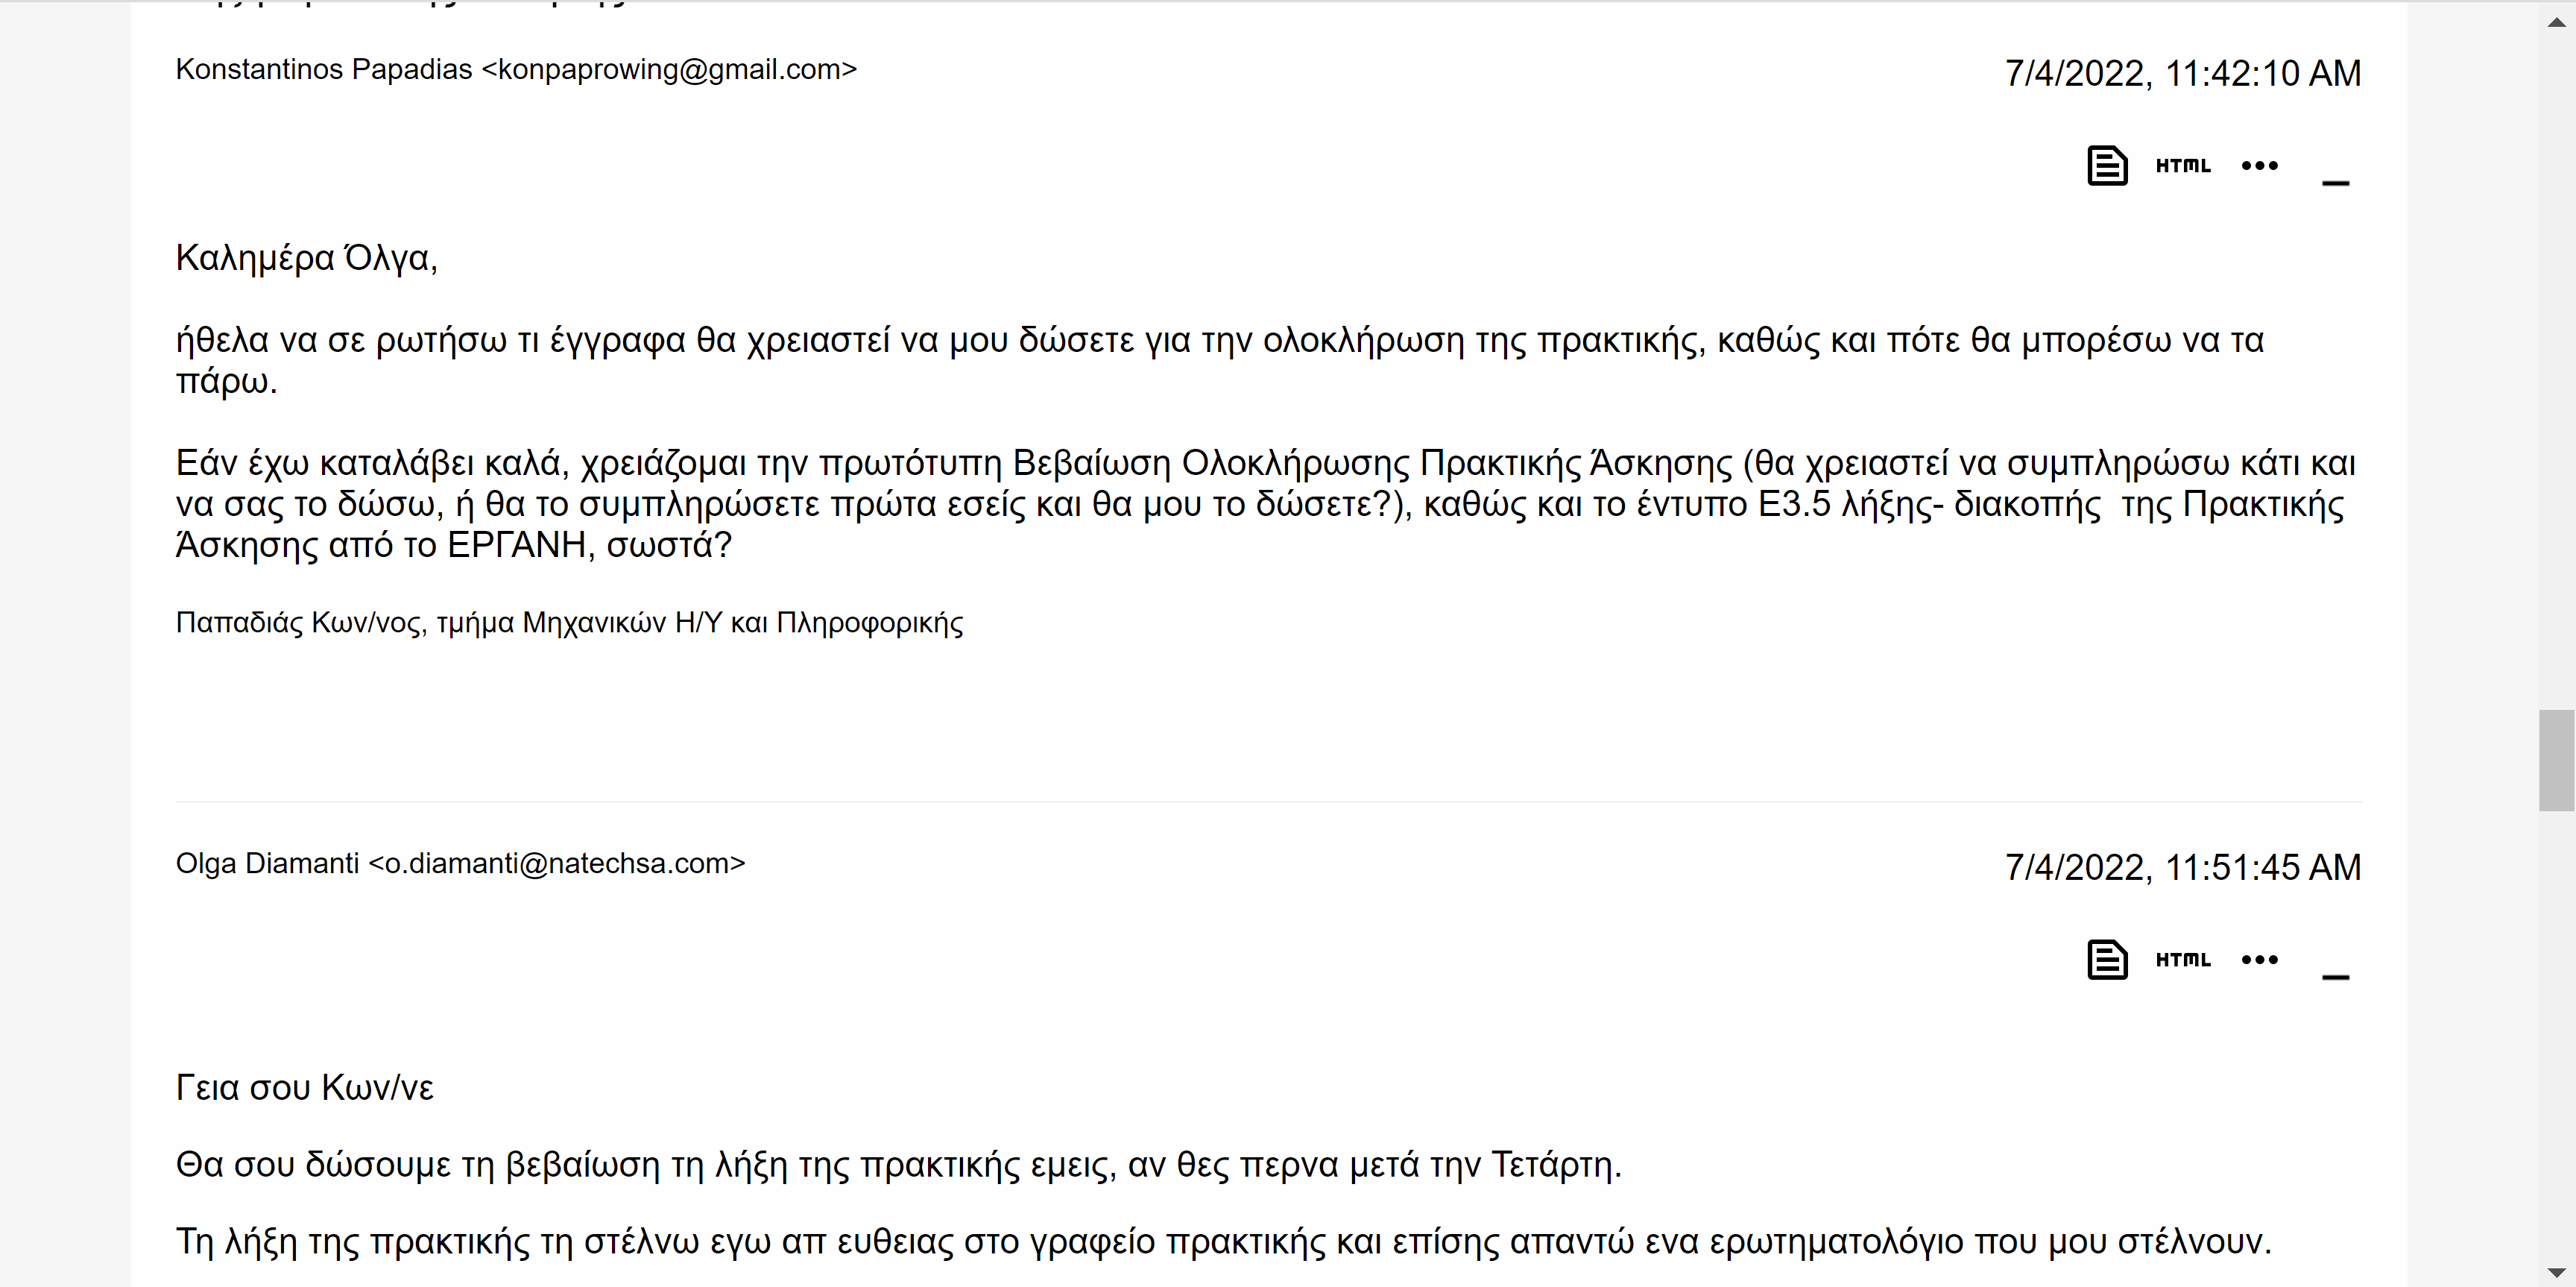 Konstantinos Papadias <konpaprowing@gmail.com>
7/4/2022, 11:42:10 AM
HTML
Καλημέρα Όλγα,
ήθελα να σε ρωτήσω τι έγγραφα θα χρειαστεί να μου δώσετε για την ολοκλήρωση της πρακτικής, καθώς και πότε θα μπορέσω να τα
πάρω.
Εάν έχω καταλάβει καλά, χρειάζομαι την πρωτότυπη Βεβαίωση Ολοκλήρωσης Πρακτικής Άσκησης (θα χρειαστεί να συμπληρώσω κάτι και
να σας το δώσω, ή θα το συμπληρώσετε πρώτα εσείς και θα μου το δώσετε?), καθώς και το έντυπο Ε3.5 λήξης- διακοπής  της Πρακτικής
Άσκησης από το ΕΡΓΑΝΗ, σωστά?
Παπαδιάς Κων/νος, τμήμα Μηχανικών Η/Υ και Πληροφορικής
Olga Diamanti <o.diamanti@natechsa.com>
7/4/2022, 11:51:45 AM
HTML
Γεια σου Κων/νε
Θα σου δώσουμε τη βεβαίωση τη λήξη της πρακτικής εμεις, αν θες περνα μετά την Τετάρτη.
Τη λήξη της πρακτικής τη στέλνω εγω απ ευθειας στο γραφείο πρακτικής και επίσης απαντώ ενα ερωτηματολόγιο που μου στέλνουν.